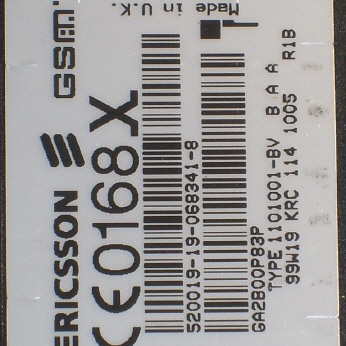 GSM
ERICSSON
CE0168X
Made in U.K.
520019-19-068341-8
GA2B00P83P
TYPE 1101001-BV B A A
99W19 KRC 114 1005 R1B